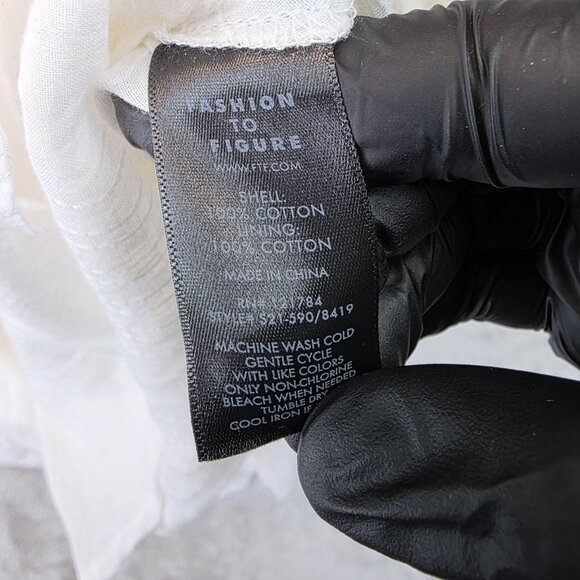 FASHION
TO
FIGURE
WWW.FTF.COM
SHELL:
100% COTTON
LINING:
100% COTTON
MADE IN CHINA
RN# 121784
STYLE# S21-590/8419
MACHINE WASH COLD
GENTLE CYCLE
WITH LIKE COLORS
ONLY NON-CHLORINE
BLEACH WHEN NEEDED
TUMBLE DRY
COOL IRON IF